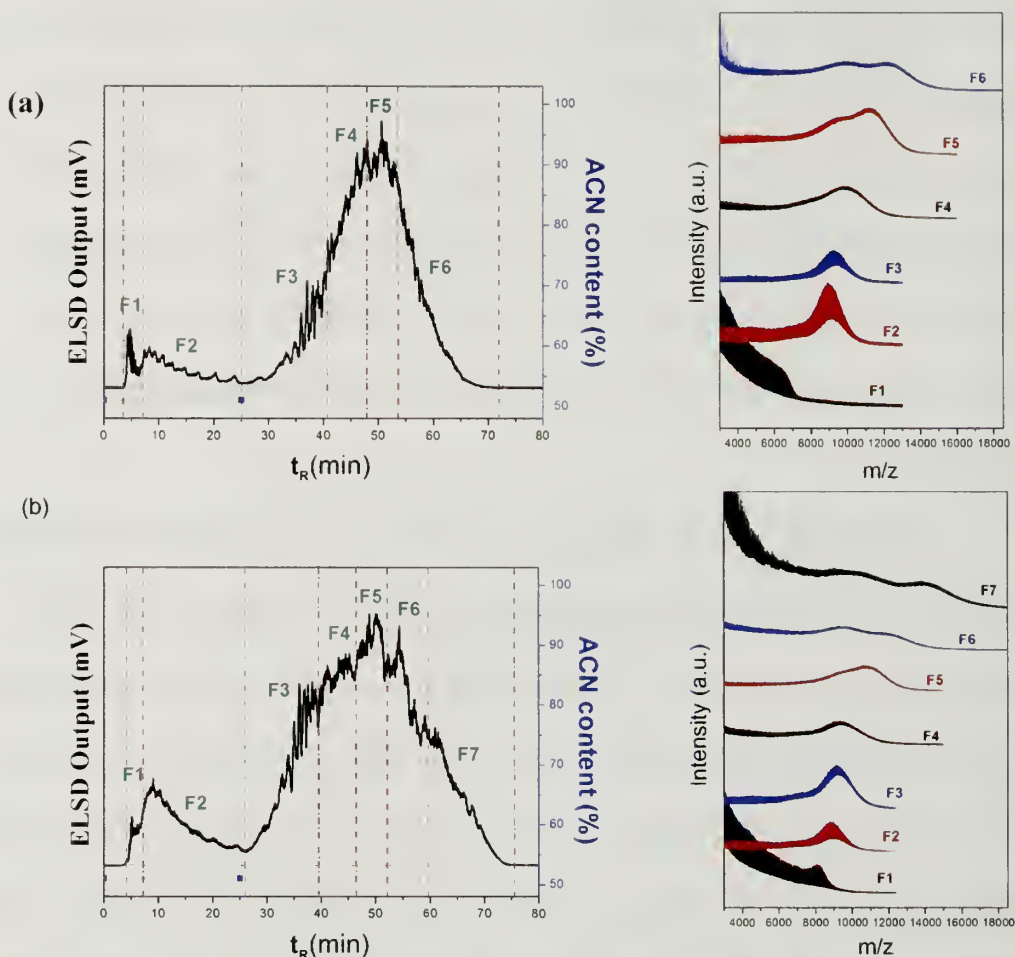 (a)
ELSD Output (mV)
F1
F2
F3
F4
F5
F6
100
90
80
70
60
50
ACN content (%)
0 10 20 30 40 50 60 70 80
tR(min)
Intensity (a.u.)
F6
F5
F4
F3
F2
F1
4000 6000 8000 10000 12000 14000 16000 18000
m/z
(b)
ELSD Output (mV)
F1
F2
F3
F4
F5
F6
F7
100
90
80
70
60
50
ACN content (%)
0 10 20 30 40 50 60 70 80
tR(min)
Intensity (a.u.)
F7
F6
F5
F4
F3
F2
F1
4000 6000 8000 10000 12000 14000 16000 18000
m/z